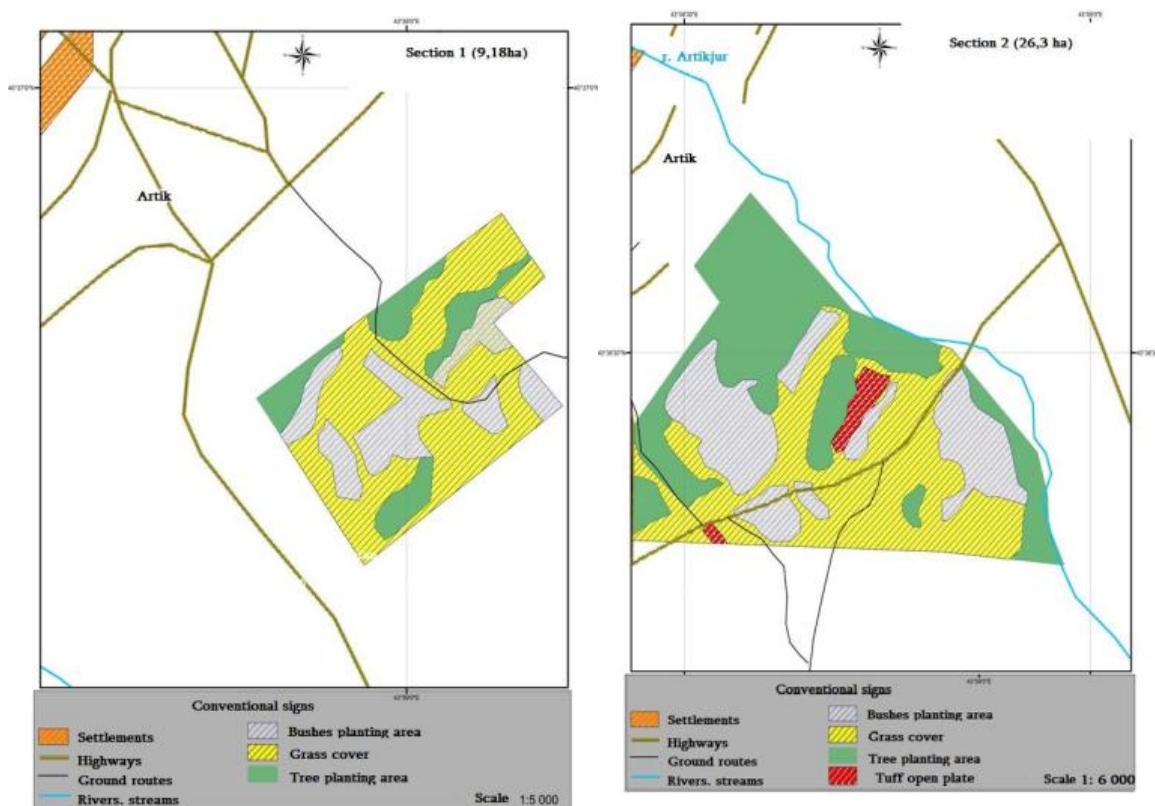 Section 1 (9,18ha)
Artik
Conventional signs
Settlements
Highways
Ground routes
Rivers. streams
Bushes planting area
Grass cover
Tree planting area
Scale 1:5 000
Section 2 (26,3 ha)
r. Artikjur
Artik
Conventional signs
Settlements
Highways
Ground routes
Rivers. streams
Bushes planting area
Grass cover
Tree planting area
Tuff open plate
Scale 1: 6 000